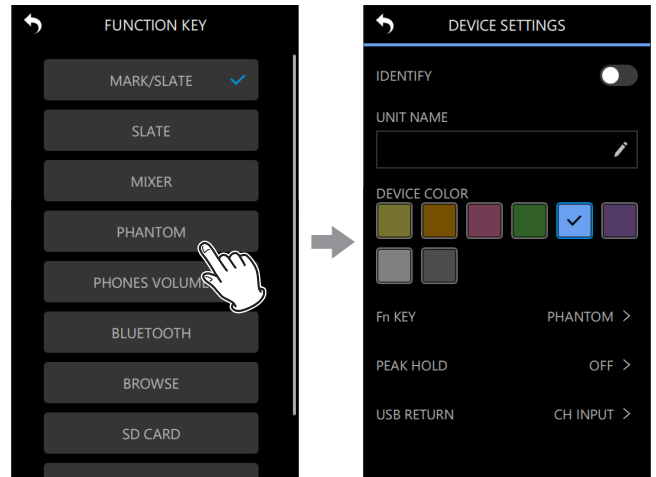 FUNCTION KEY
MARK/SLATE
SLATE
MIXER
PHANTOM
PHONES VOLUME
BLUETOOTH
BROWSE
SD CARD
DEVICE SETTINGS
IDENTIFY
UNIT NAME
DEVICE COLOR
Fn KEY PHANTOM >
PEAK HOLD OFF >
USB RETURN CH INPUT >